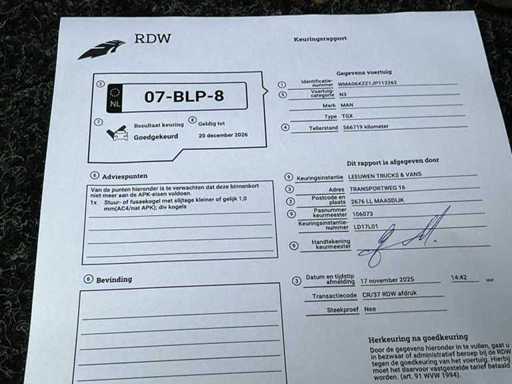 RDW
Keuringsrapport
NL
07-BLP-8
Resultaat keuring
Goedgekeurd
Geldig tot
20 december 2026
Gegevens voertuig
Identificatie-
nummer
Voertuig-
categorie N3
Merk MAN
Type TGX
Tellerstand 566719 kilometer
Adviespunten
Van de punten hieronder is te verwachten dat deze binnenkort
niet meer aan de APK-eisen voldoen.
1x Stuur- of fuseekogel met slijtage kleiner of gelijk 1,0
mm(AC4/nat APK); div kogels
Dit rapport is afgegeven door
Keuringsinstantie LEEUWEN TRUCKS & VANS
Adres TRANSPORTWEG 16
Postcode en
plaats 2676 LL MAASDIJK
Pasnummer
keurmeester 106073
Keuringsinstantie-
nummer LD17L01
Handtekening
keurmeester
Bevinding
Datum en tijdstip
afmelding 17 november 2025 14:42 uur
Transactiecode CR/37 RDW afdruk
Steekproef Nee
Herkeuring na goedkeuring
Door de gegevens hieronder in te vullen, gaat u
in bezwaar of administratief beroep bij de RDW
tegen de goedkeuring van het voertuig. Hierbij
moet het daarvoor vastgestelde tarief betaald
worden. (art. 91 WVW 1994).